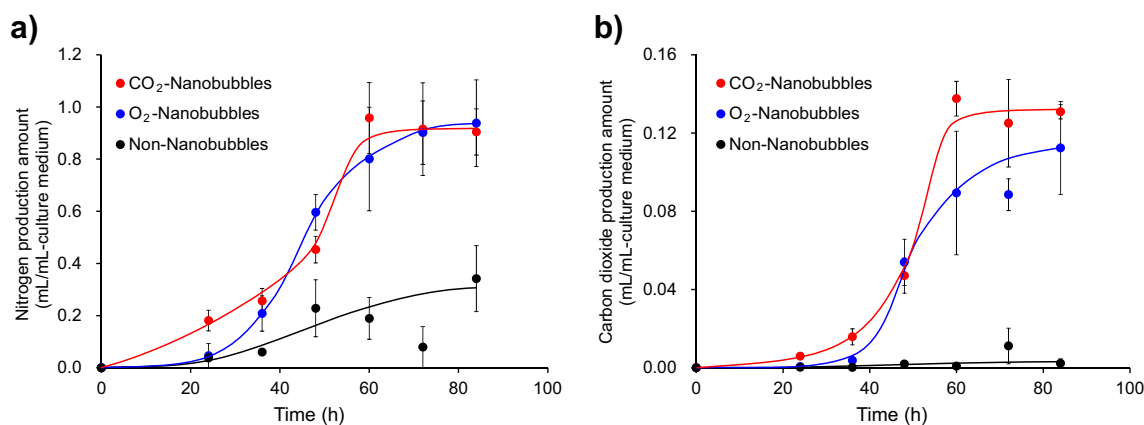 a)
Nitrogen production amount
(mL/mL-culture medium)
1.2
1.0
0.8
0.6
0.4
0.2
0.0
CO₂-Nanobubbles
O₂-Nanobubbles
Non-Nanobubbles
0 20 40 60 80 100
Time (h)
b)
Carbon dioxide production amount
(mL/mL-culture medium)
0.16
0.12
0.08
0.04
0.00
CO₂-Nanobubbles
O₂-Nanobubbles
Non-Nanobubbles
0 20 40 60 80 100
Time (h)